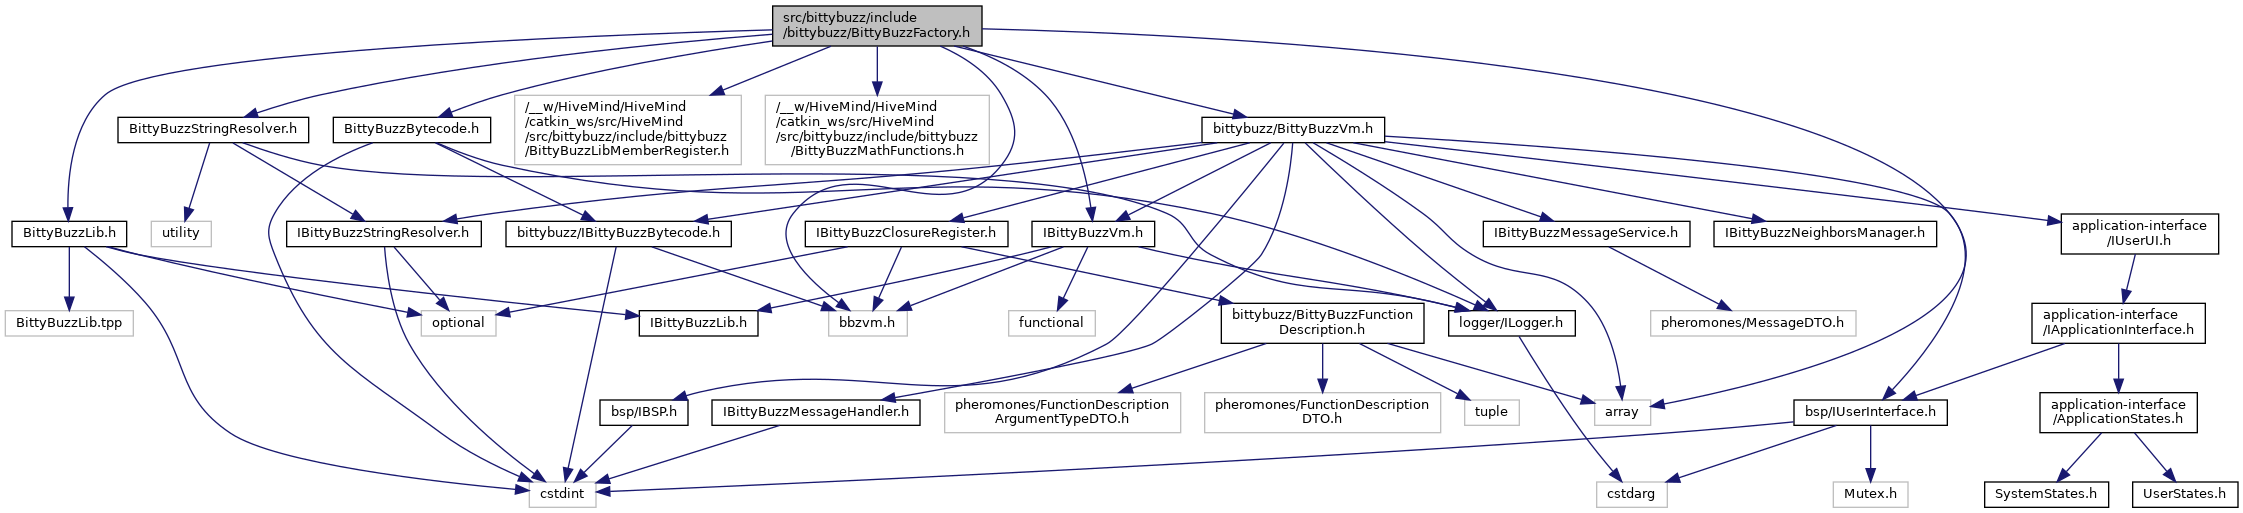 src/bittybuzz/include
/bittybuzz/BittyBuzzFactory.h
/__w/HiveMind/HiveMind
/catkin_ws/src/HiveMind
/src/bittybuzz/include/bittybuzz
/BittyBuzzLibMemberRegister.h
/__w/HiveMind/HiveMind
/catkin_ws/src/HiveMind
/src/bittybuzz/include/bittybuzz
/BittyBuzzMathFunctions.h
BittyBuzzStringResolver.h
BittyBuzzBytecode.h
bittybuzz/BittyBuzzVm.h
BittyBuzzLib.h
utility
IBittyBuzzStringResolver.h
bittybuzz/IBittyBuzzBytecode.h
IBittyBuzzClosureRegister.h
IBittyBuzzVm.h
IBittyBuzzMessageService.h
IBittyBuzzNeighborsManager.h
application-interface
/IUserUI.h
BittyBuzzLib.tpp
optional
IBittyBuzzLib.h
bbzvm.h
functional
bittybuzz/BittyBuzzFunction
Description.h
logger/ILogger.h
pheromones/MessageDTO.h
application-interface
/IApplicationInterface.h
bsp/IBSP.h
IBittyBuzzMessageHandler.h
pheromones/FunctionDescription
ArgumentTypeDTO.h
pheromones/FunctionDescription
DTO.h
tuple
array
bsp/IUserInterface.h
application-interface
/ApplicationStates.h
cstdint
cstdarg
Mutex.h
SystemStates.h
UserStates.h